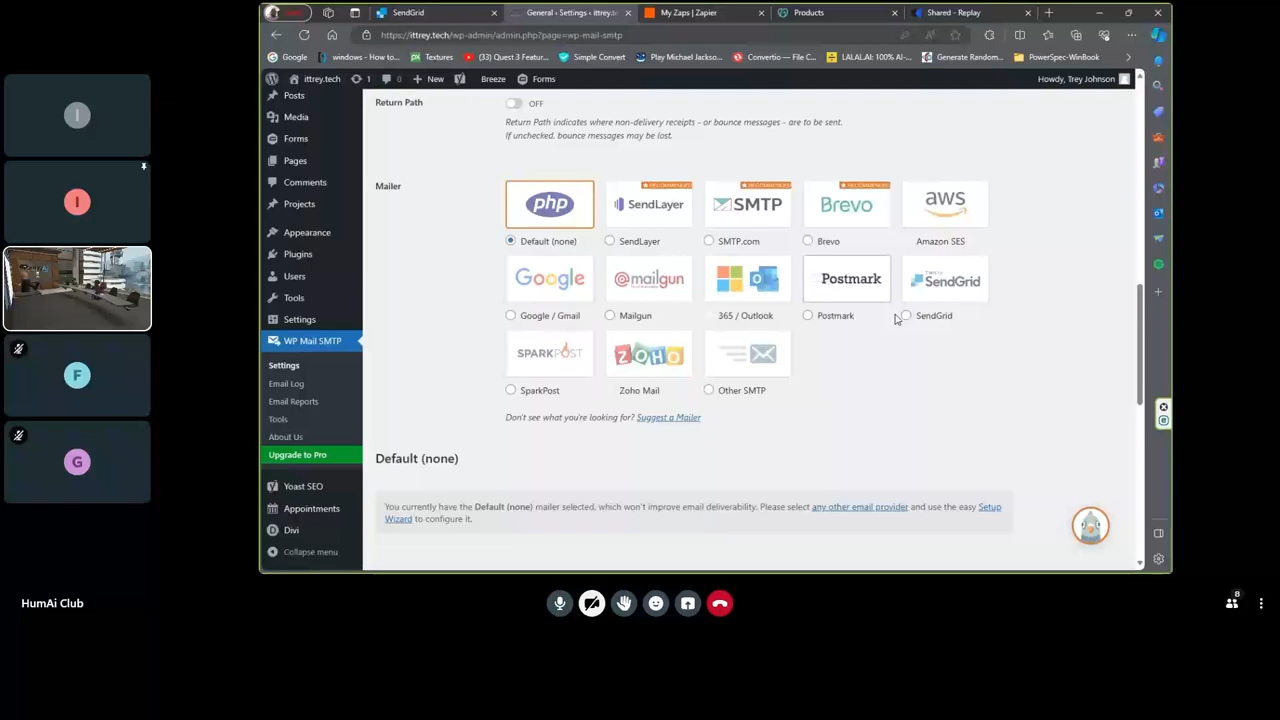 SendGrid
General ‹ Settings ‹ ittrey.te
My Zaps | Zapier
Products
Shared - Replay
https://ittrey.tech/wp-admin/admin.php?page=wp-mail-smtp
Google
windows - How to r...
Textures
(33) Quest 3 Featur...
Simple Convert
Play Michael Jackso...
Convertio — File C...
LALAL.AI: 100% AI-...
Generate Random...
PowerSpec-WinBook
ittrey.tech
1
0
New
Breeze
Forms
Howdy, Trey Johnson
Posts
Media
Forms
Pages
Comments
Projects
Appearance
Plugins
Users
Tools
Settings
WP Mail SMTP
Settings
Email Log
Email Reports
Tools
About Us
Upgrade to Pro
Yoast SEO
Appointments
Divi
Collapse menu
Return Path
OFF
Return Path indicates where non-delivery receipts - or bounce messages - are to be sent.
If unchecked, bounce messages may be lost.
Mailer
php
RECOMMENDED
SendLayer
RECOMMENDED
SMTP
RECOMMENDED
Brevo
aws
Default (none)
SendLayer
SMTP.com
Brevo
Amazon SES
Google
@mailgun
Postmark
SendGrid
Google / Gmail
Mailgun
365 / Outlook
Postmark
SendGrid
SPARKPOST
ZOHO
SparkPost
Zoho Mail
Other SMTP
Don't see what you're looking for? Suggest a Mailer
Default (none)
You currently have the Default (none) mailer selected, which won't improve email deliverability. Please select any other email provider and use the easy Setup
Wizard to configure it.
I
I
F
G
HumAi Club
8